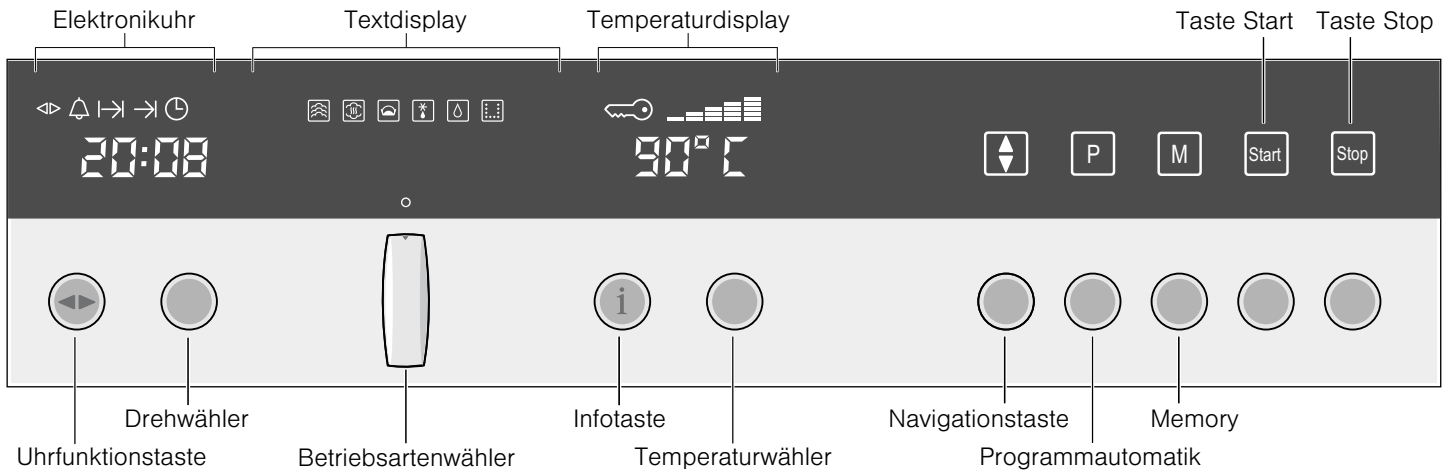 Elektronikuhr Textdisplay Temperaturdisplay Taste Start Taste Stop
20:08 90°C P M Start Stop
i
Drehwähler Infotaste Navigationstaste Memory
Uhrfunktionstaste Betriebsartenwähler Temperaturwähler Programmautomatik